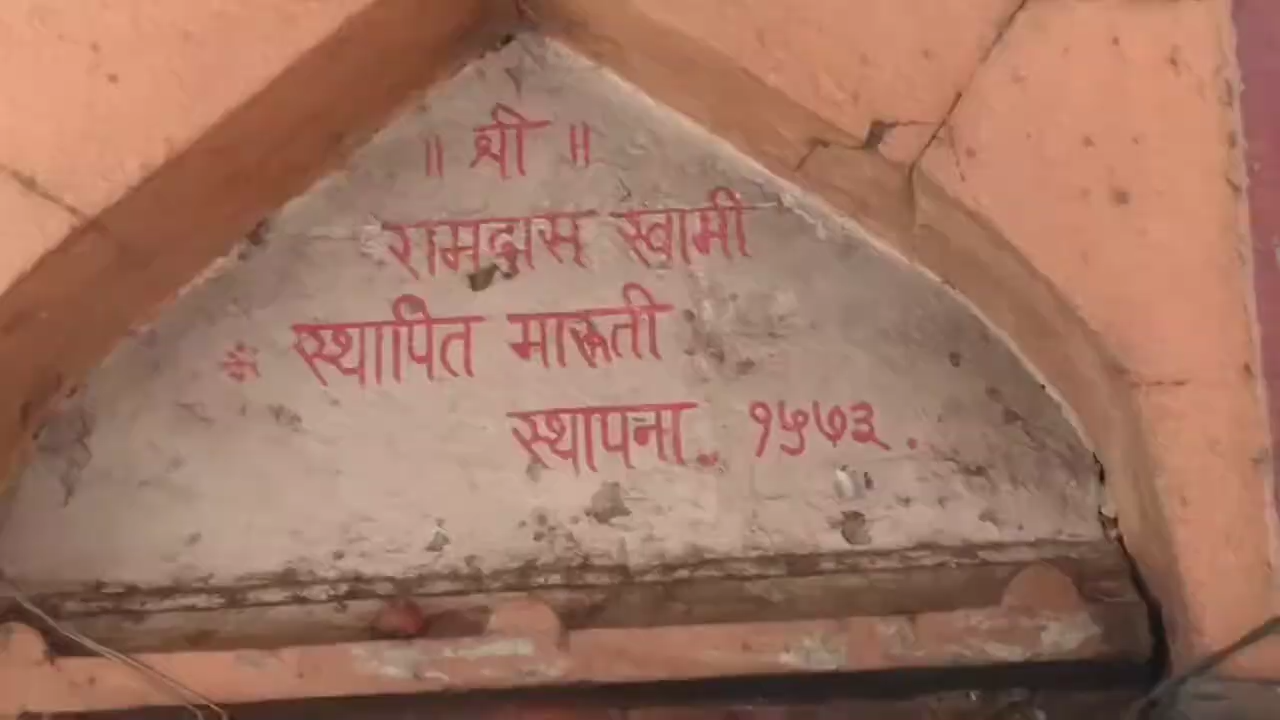 ॥ श्री ॥
रामदास स्वामी
स्थापित मारूती
स्थापना. १५७३.